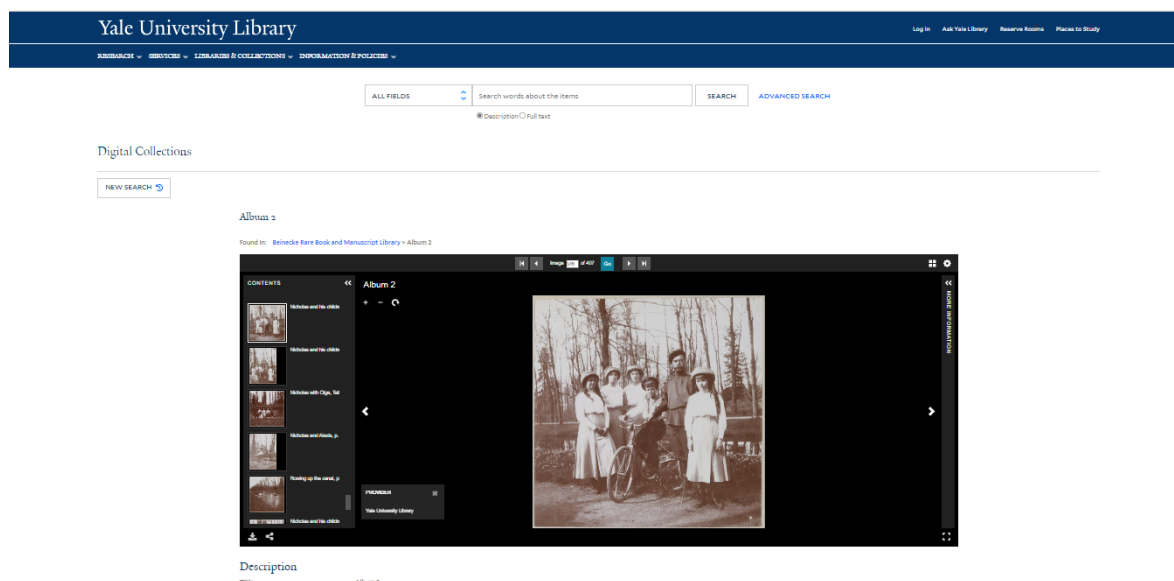 Yale University Library
Log In Ask Yale Library Reserve Rooms Places to Study
RESEARCH SERVICES LIBRARIES & COLLECTIONS INFORMATION & POLICIES
ALL FIELDS Search words about the items SEARCH ADVANCED SEARCH
Description Full text
Digital Collections
NEW SEARCH
Album 2
Found In: Beinecke Rare Book and Manuscript Library > Album 2
Image of 407 Go
CONTENTS
Album 2
MORE INFORMATION
Nicholas and his childre
Nicholas and his childre
Nicholas with Olga, Tat
Nicholas and Alexis, p.
Rowing up the canal, p
Nicholas and his childre
PROVIDER
Yale University Library
Description